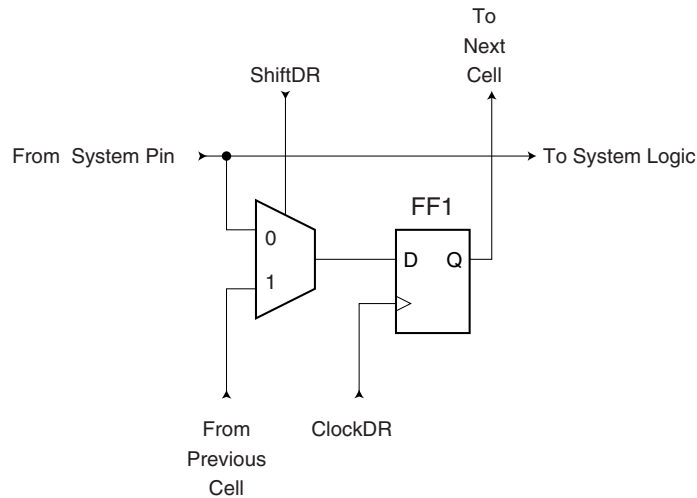 To
Next
Cell
ShiftDR
From System Pin
To System Logic
FF1
0
D Q
1
From
Previous
Cell
ClockDR